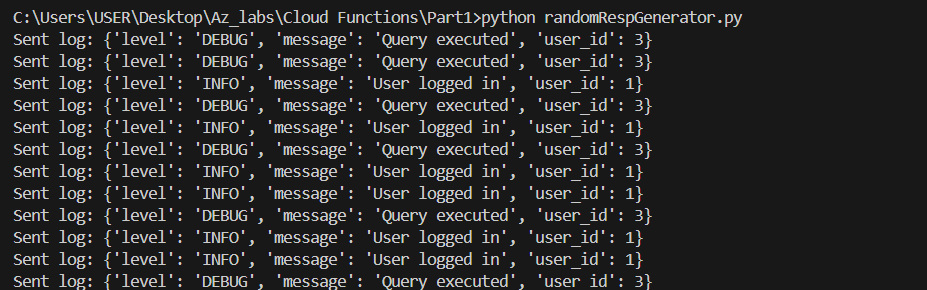 C:\Users\USER\Desktop\Az_labs\Cloud Functions\Part1>python randomRespGenerator.py
Sent log: {'level': 'DEBUG', 'message': 'Query executed', 'user_id': 3}
Sent log: {'level': 'DEBUG', 'message': 'Query executed', 'user_id': 3}
Sent log: {'level': 'INFO', 'message': 'User logged in', 'user_id': 1}
Sent log: {'level': 'DEBUG', 'message': 'Query executed', 'user_id': 3}
Sent log: {'level': 'INFO', 'message': 'User logged in', 'user_id': 1}
Sent log: {'level': 'DEBUG', 'message': 'Query executed', 'user_id': 3}
Sent log: {'level': 'INFO', 'message': 'User logged in', 'user_id': 1}
Sent log: {'level': 'INFO', 'message': 'User logged in', 'user_id': 1}
Sent log: {'level': 'DEBUG', 'message': 'Query executed', 'user_id': 3}
Sent log: {'level': 'INFO', 'message': 'User logged in', 'user_id': 1}
Sent log: {'level': 'INFO', 'message': 'User logged in', 'user_id': 1}
Sent log: {'level': 'DEBUG', 'message': 'Query executed', 'user_id': 3}